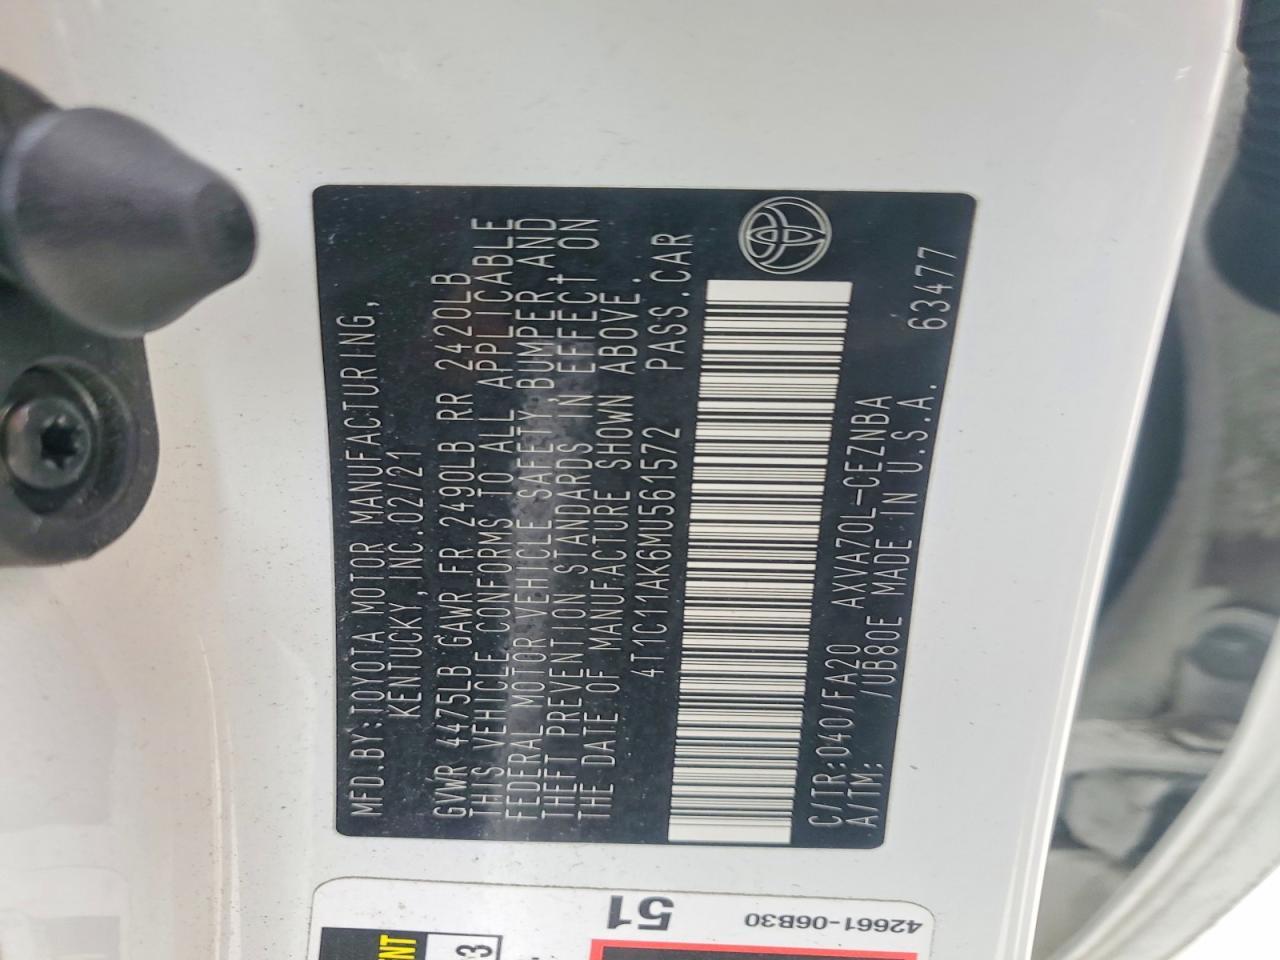 MFD.BY:TOYOTA MOTOR MANUFACTURING,
KENTUCKY,INC.02/21
GVWR 4475LB GAWR FR 2490LB RR 2420LB
THIS VEHICLE CONFORMS TO ALL APPLICABLE
FEDERAL MOTOR VEHICLE SAFETY,BUMPER AND
THEFT PREVENTION STANDARDS IN EFFECT ON
THE DATE OF MANUFACTURE SHOWN ABOVE.
4T1C11AK6MU561572 PASS.CAR
C/TR:040//FA20 AXVA70L-CEZNBA 63477
A/TM: /UB80E MADE IN U.S.A.
42661-06B30
51